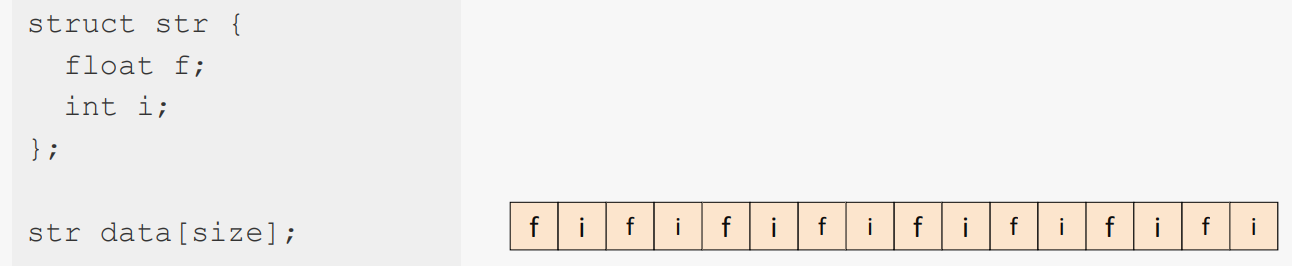 struct str {
float f;
int i;
};
str data[size];
f i f i f i f i f i f i f i f i